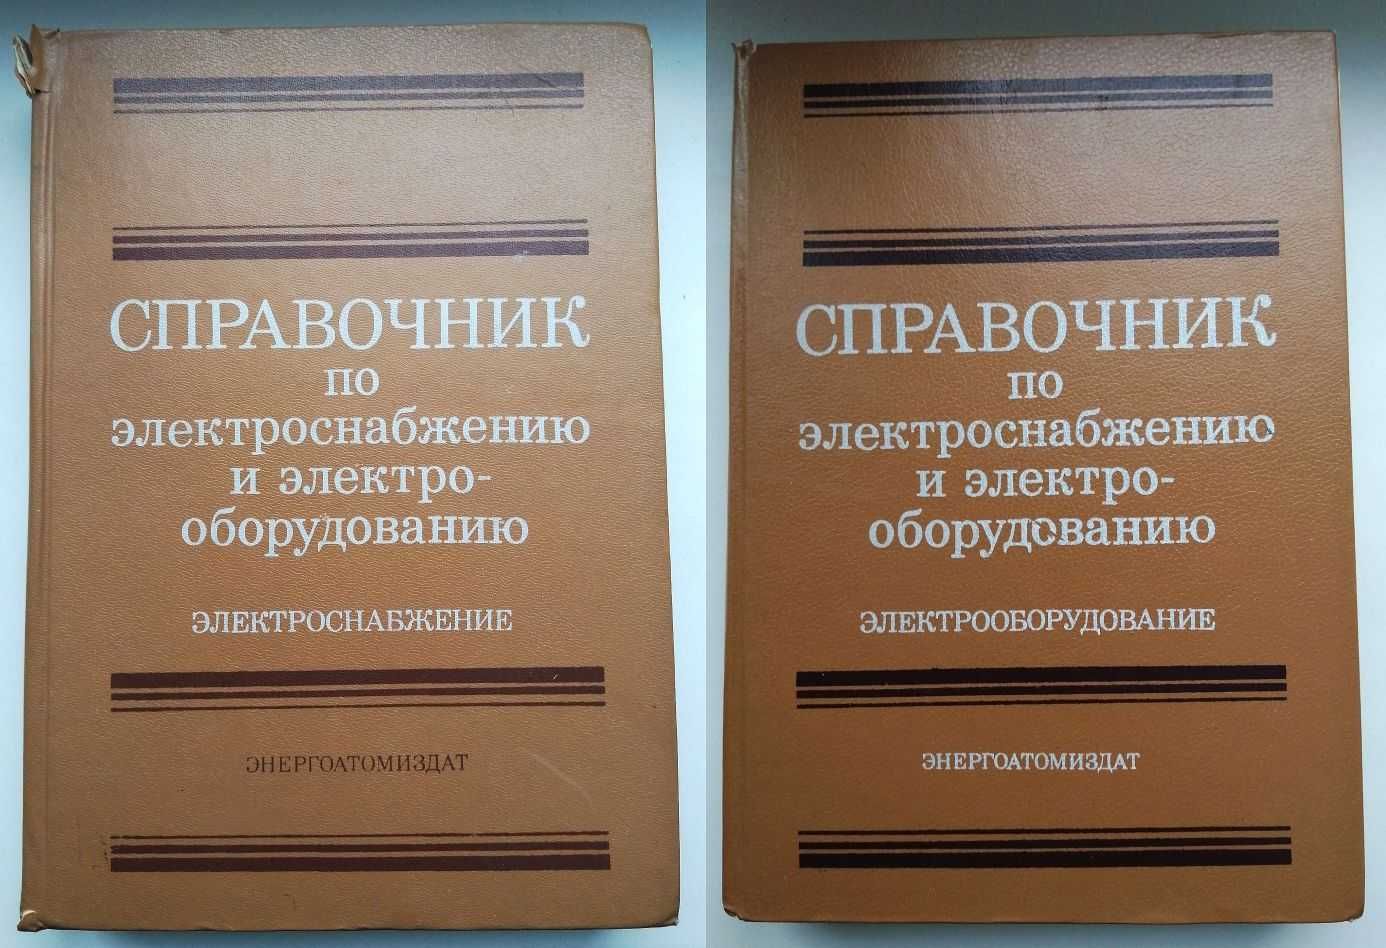 СПРАВОЧНИК
по
электроснабжению
и электро-
оборудованию
ЭЛЕКТРОСНАБЖЕНИЕ
ЭНЕРГОАТОМИЗДАТ
СПРАВОЧНИК
по
электроснабжению
и электро-
оборудованию
ЭЛЕКТРООБОРУДОВАНИЕ
ЭНЕРГОАТОМИЗДАТ